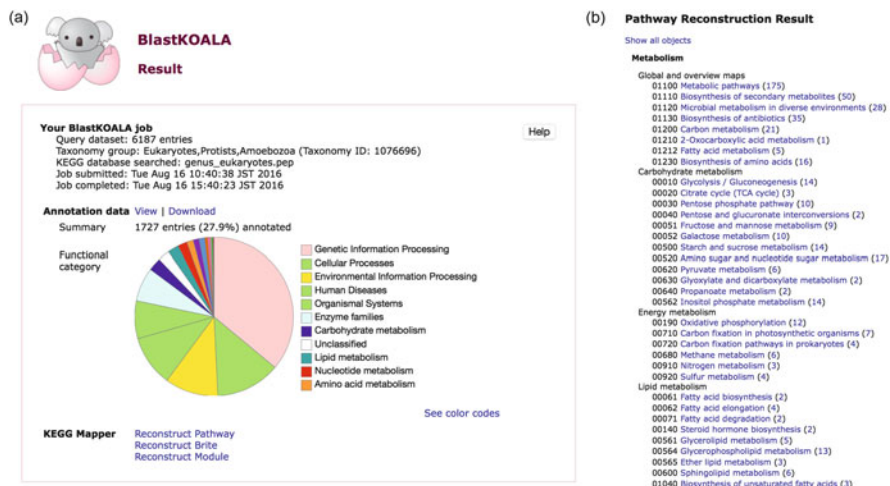 (a)
BlastKOALA
Result
Your BlastKOALA job
Help
Query dataset: 6187 entries
Taxonomy group: Eukaryotes,Protists,Amoebozoa (Taxonomy ID: 1076696)
KEGG database searched: genus_eukaryotes.pep
Job submitted: Tue Aug 16 10:40:38 JST 2016
Job completed: Tue Aug 16 15:40:23 JST 2016
Annotation data View | Download
Summary 1727 entries (27.9%) annotated
Functional
category
Genetic Information Processing
Cellular Processes
Environmental Information Processing
Human Diseases
Organismal Systems
Enzyme families
Carbohydrate metabolism
Unclassified
Lipid metabolism
Nucleotide metabolism
Amino acid metabolism
See color codes
KEGG Mapper Reconstruct Pathway
Reconstruct Brite
Reconstruct Module
(b)
Pathway Reconstruction Result
Show all objects
Metabolism
Global and overview maps
01100 Metabolic pathways (175)
01110 Biosynthesis of secondary metabolites (50)
01120 Microbial metabolism in diverse environments (28)
01130 Biosynthesis of antibiotics (35)
01200 Carbon metabolism (21)
01210 2-Oxocarboxylic acid metabolism (1)
01212 Fatty acid metabolism (5)
01230 Biosynthesis of amino acids (16)
Carbohydrate metabolism
00010 Glycolysis / Gluconeogenesis (14)
00020 Citrate cycle (TCA cycle) (3)
00030 Pentose phosphate pathway (10)
00040 Pentose and glucuronate interconversions (2)
00051 Fructose and mannose metabolism (9)
00052 Galactose metabolism (10)
00500 Starch and sucrose metabolism (14)
00520 Amino sugar and nucleotide sugar metabolism (17)
00620 Pyruvate metabolism (6)
00630 Glyoxylate and dicarboxylate metabolism (2)
00640 Propanoate metabolism (2)
00562 Inositol phosphate metabolism (14)
Energy metabolism
00190 Oxidative phosphorylation (12)
00710 Carbon fixation in photosynthetic organisms (7)
00720 Carbon fixation pathways in prokaryotes (4)
00680 Methane metabolism (6)
00910 Nitrogen metabolism (3)
00920 Sulfur metabolism (4)
Lipid metabolism
00061 Fatty acid biosynthesis (2)
00062 Fatty acid elongation (4)
00071 Fatty acid degradation (2)
00140 Steroid hormone biosynthesis (2)
00561 Glycerolipid metabolism (5)
00564 Glycerophospholipid metabolism (13)
00565 Ether lipid metabolism (3)
00600 Sphingolipid metabolism (6)
01040 Biosynthesis of unsaturated fatty acids (3)